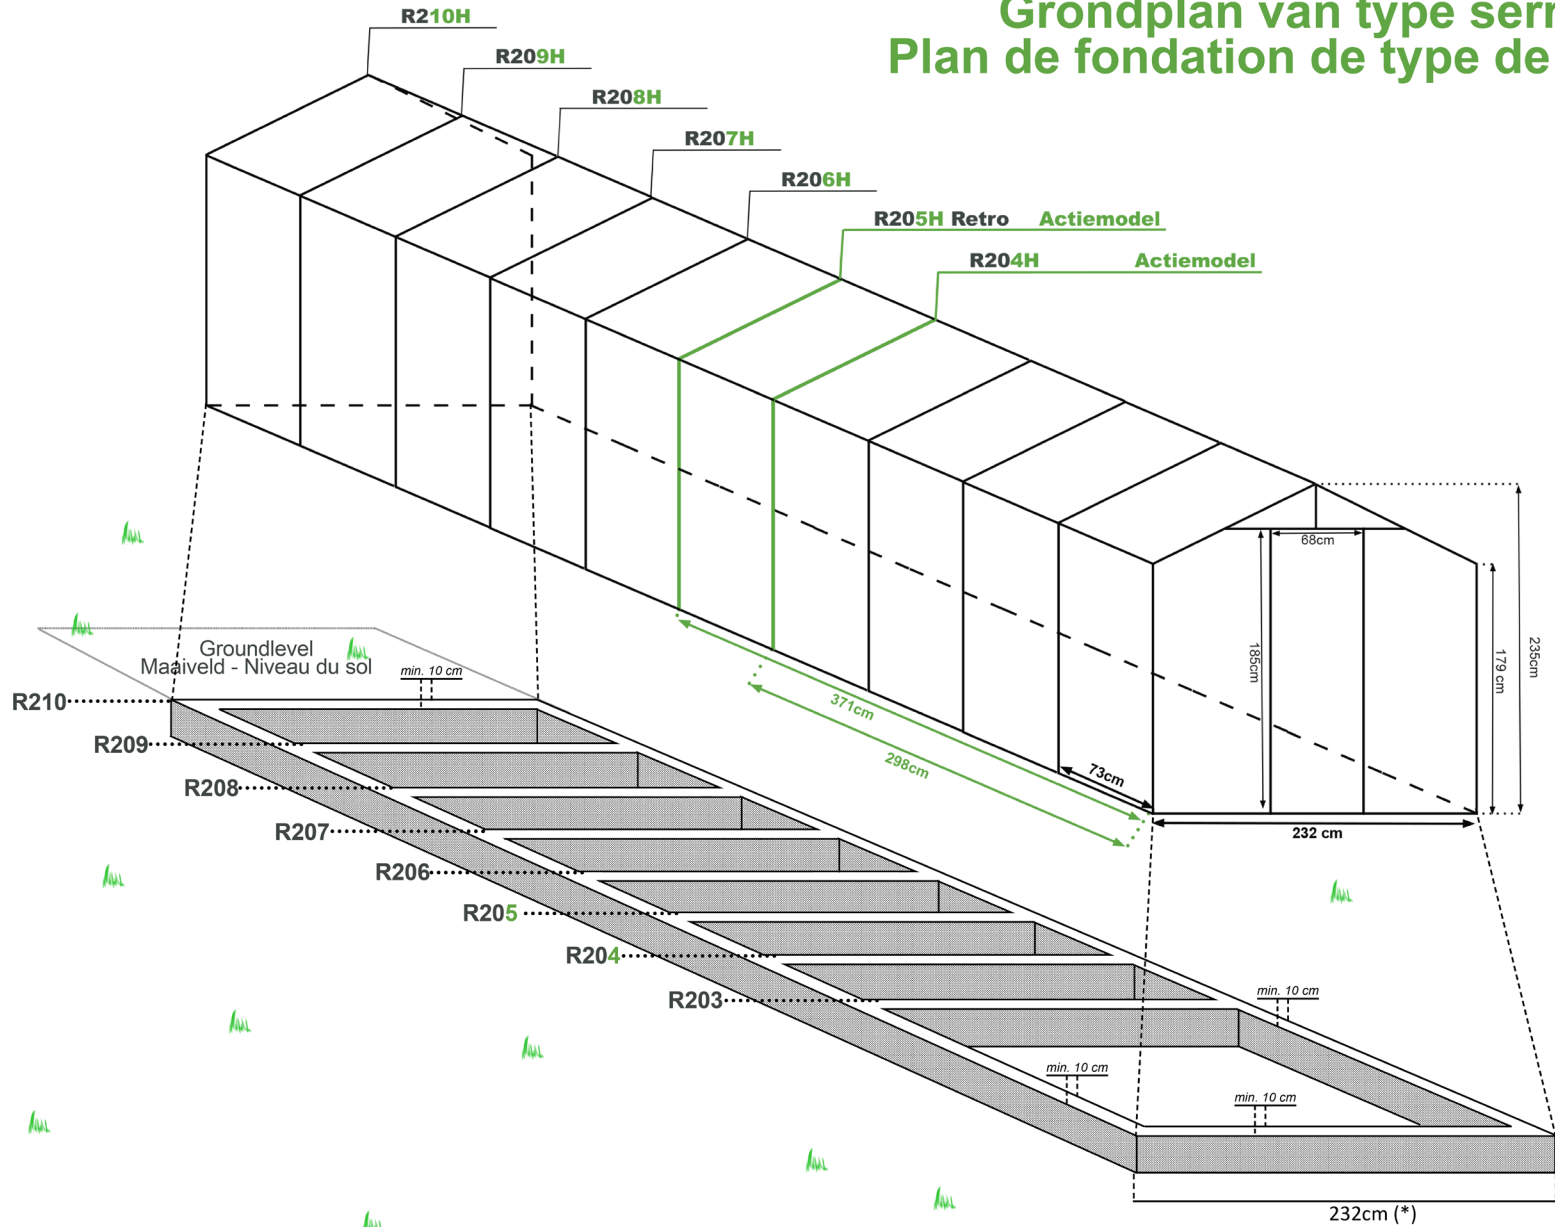 Grondplan van type serr
Plan de fondation de type de
R210H
R209H
R208H
R207H
R206H
R205H Retro Actiemodel
R204H Actiemodel
68cm
185cm
179 cm
235cm
371cm
298cm
73cm
232 cm
Groundlevel
Maaiveld - Niveau du sol
min. 10 cm
R210
R209
R208
R207
R206
R205
R204
R203
min. 10 cm
min. 10 cm
min. 10 cm
232cm (*)